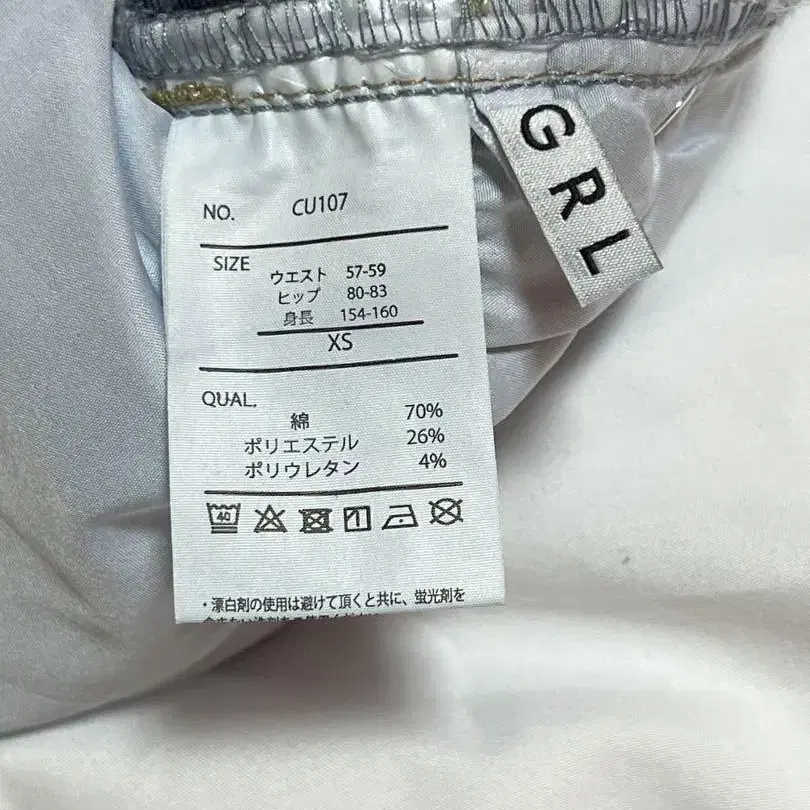 GRL
NO. CU107
SIZE
ウエスト 57-59
ヒップ 80-83
身長 154-160
XS
QUAL.
綿 70%
ポリエステル 26%
ポリウレタン 4%
40
・漂白剤の使用は避けて頂くと共に、蛍光剤を